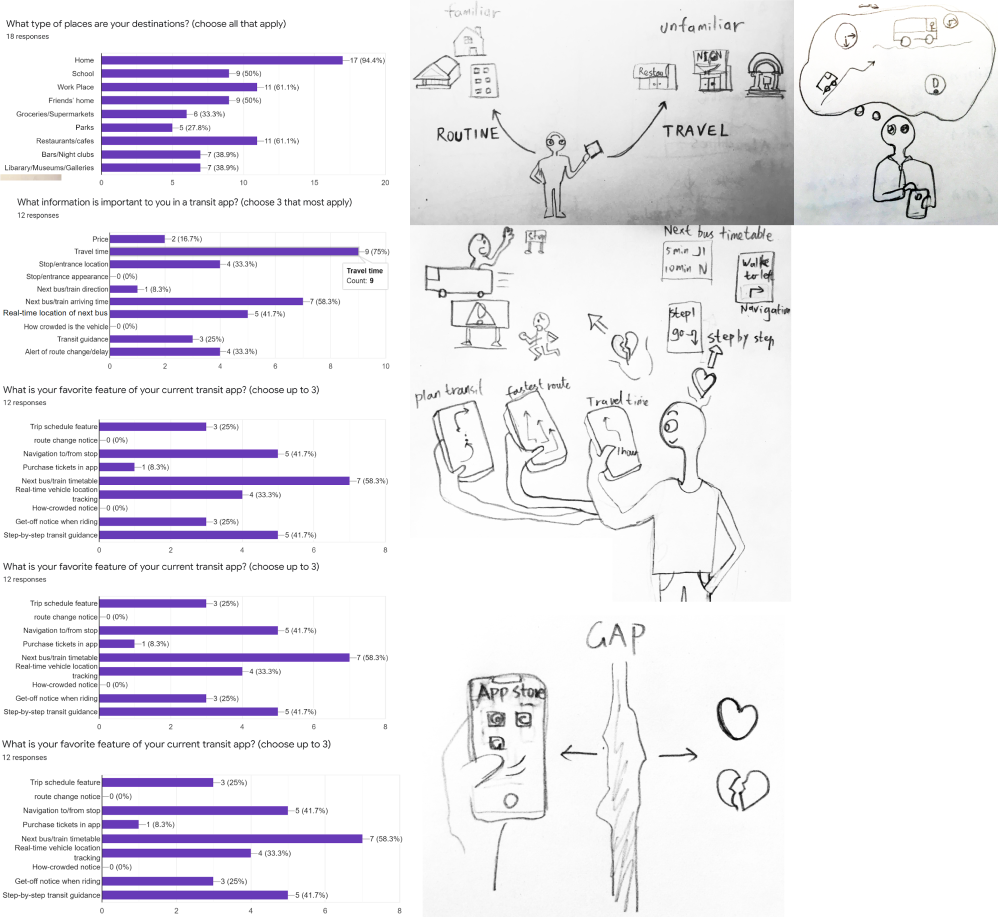 What type of places are your destinations? (choose all that apply)
18 responses
Home
17 (94.4%)
School
9 (50%)
Work Place
11 (61.1%)
Friends' home
9 (50%)
Groceries/Supermarkets
6 (33.3%)
Parks
5 (27.8%)
Restaurants/cafes
11 (61.1%)
Bars/Night clubs
7 (38.9%)
Libarary/Museums/Galleries
7 (38.9%)
0 5 10 15 20
What information is important to you in a transit app? (choose 3 that most apply)
12 responses
Price
2 (16.7%)
Travel time
9 (75%)
Stop/entrance location
4 (33.3%)
Stop/entrance appearance
0 (0%)
Next bus/train direction
1 (8.3%)
Next bus/train arriving time
7 (58.3%)
Real-time location of next bus
5 (41.7%)
How crowded is the vehicle
0 (0%)
Transit guidance
3 (25%)
Alert of route change/delay
4 (33.3%)
Travel time
Count: 9
0 2 4 6 8 10
What is your favorite feature of your current transit app? (choose up to 3)
12 responses
Trip schedule feature
3 (25%)
route change notice
0 (0%)
Navigation to/from stop
5 (41.7%)
Purchase tickets in app
1 (8.3%)
Next bus/train timetable
7 (58.3%)
Real-time vehicle location
tracking
4 (33.3%)
How-crowded notice
0 (0%)
Get-off notice when riding
3 (25%)
Step-by-step transit guidance
5 (41.7%)
0 2 4 6 8
What is your favorite feature of your current transit app? (choose up to 3)
12 responses
Trip schedule feature
3 (25%)
route change notice
0 (0%)
Navigation to/from stop
5 (41.7%)
Purchase tickets in app
1 (8.3%)
Next bus/train timetable
7 (58.3%)
Real-time vehicle location
tracking
4 (33.3%)
How-crowded notice
0 (0%)
Get-off notice when riding
3 (25%)
Step-by-step transit guidance
5 (41.7%)
0 2 4 6 8
What is your favorite feature of your current transit app? (choose up to 3)
12 responses
Trip schedule feature
3 (25%)
route change notice
0 (0%)
Navigation to/from stop
5 (41.7%)
Purchase tickets in app
1 (8.3%)
Next bus/train timetable
7 (58.3%)
Real-time vehicle location
tracking
4 (33.3%)
How-crowded notice
0 (0%)
Get-off notice when riding
3 (25%)
Step-by-step transit guidance
5 (41.7%)
0 2 4 6 8
familiar
unfamiliar
ROUTINE
TRAVEL
D
Stop
Next bus timetable
5 min
10 min N
Walk
to left
Navigation
Step1
go
step by step
plan transit
fastest route
Travel time
1hour
GAP
App store